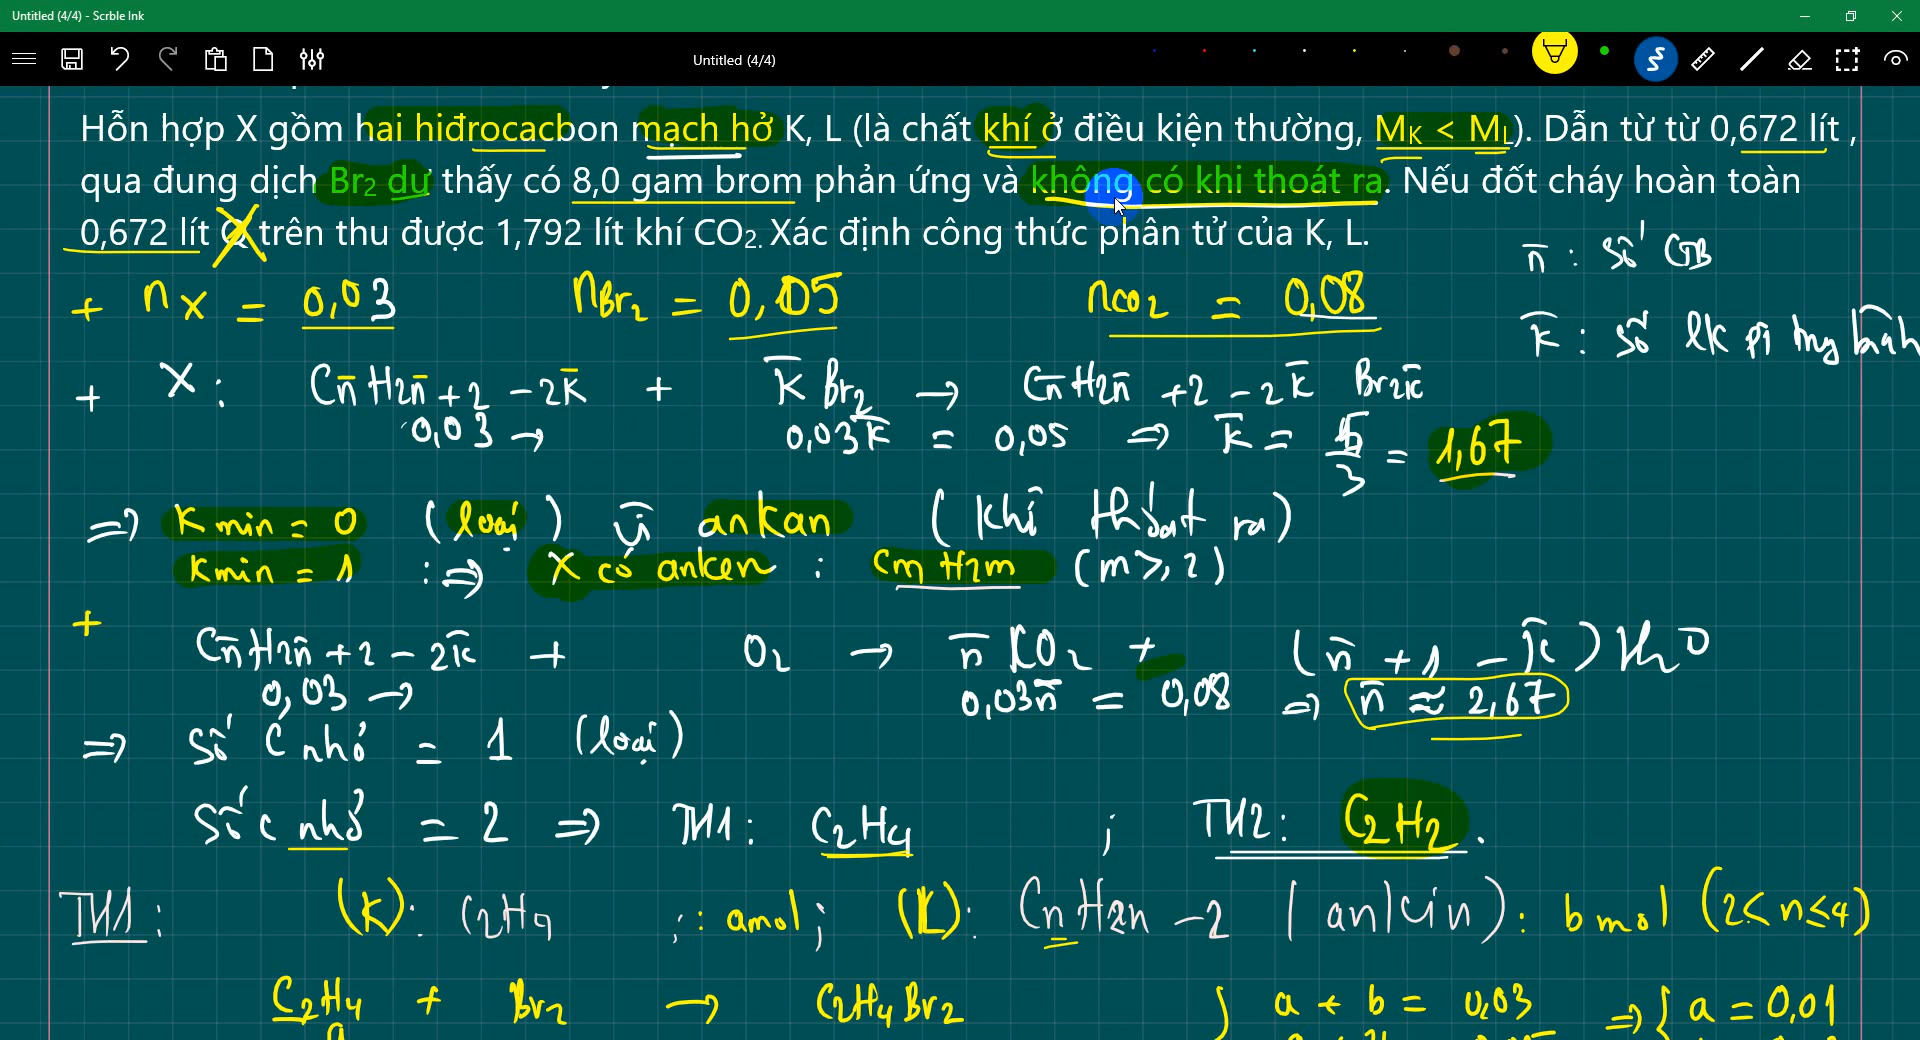 Untitled (4/4) - Scrble Ink
Untitled (4/4)
Hỗn hợp X gồm hai hiđrocacbon mạch hở K, L (là chất khí ở điều kiện thường, MK < ML). Dẫn từ từ 0,672 lít ,
qua đung dịch Br2 dư thấy có 8,0 gam brom phản ứng và không có khi thoát ra. Nếu đốt cháy hoàn toàn
0,672 lít Q X trên thu được 1,792 lít khí CO2. Xác định công thức phân tử của K, L.
n̄ : Số CTB
+ nX = 0,03 nBr2 = 0,05 nCO2 = 0,08
k̄ : số lk pi trg bình
+ X: Cn̄H2n̄+2-2k̄ + k̄ Br2 → Cn̄H2n̄+2-2k̄ Br2k̄
0,03 → 0,03k̄ = 0,05 ⇒ k̄ = 5/3 = 1,67
⇒ kmin = 0 (loại) vì ankan (khí thoát ra)
kmin = 1 : ⇒ X có anken : CmH2m (m ≥ 2)
+ Cn̄H2n̄+2-2k̄ + O2 → n̄ CO2 + (n̄ + 1 - k̄) H2O
0,03 → 0,03n̄ = 0,08 ⇒ n̄ ≈ 2,67
⇒ Số C nhỏ = 1 (loại)
Số C nhỏ = 2 ⇒ TH1: C2H4 ; TH2: C2H2.
TH1: (K): C2H4 : amol; (L): CnH2n-2 (ankin): b mol (2<n≤4)
C2H4 + Br2 → C2H4Br2 } a + b = 0,03 ⇒ { a = 0,01
a